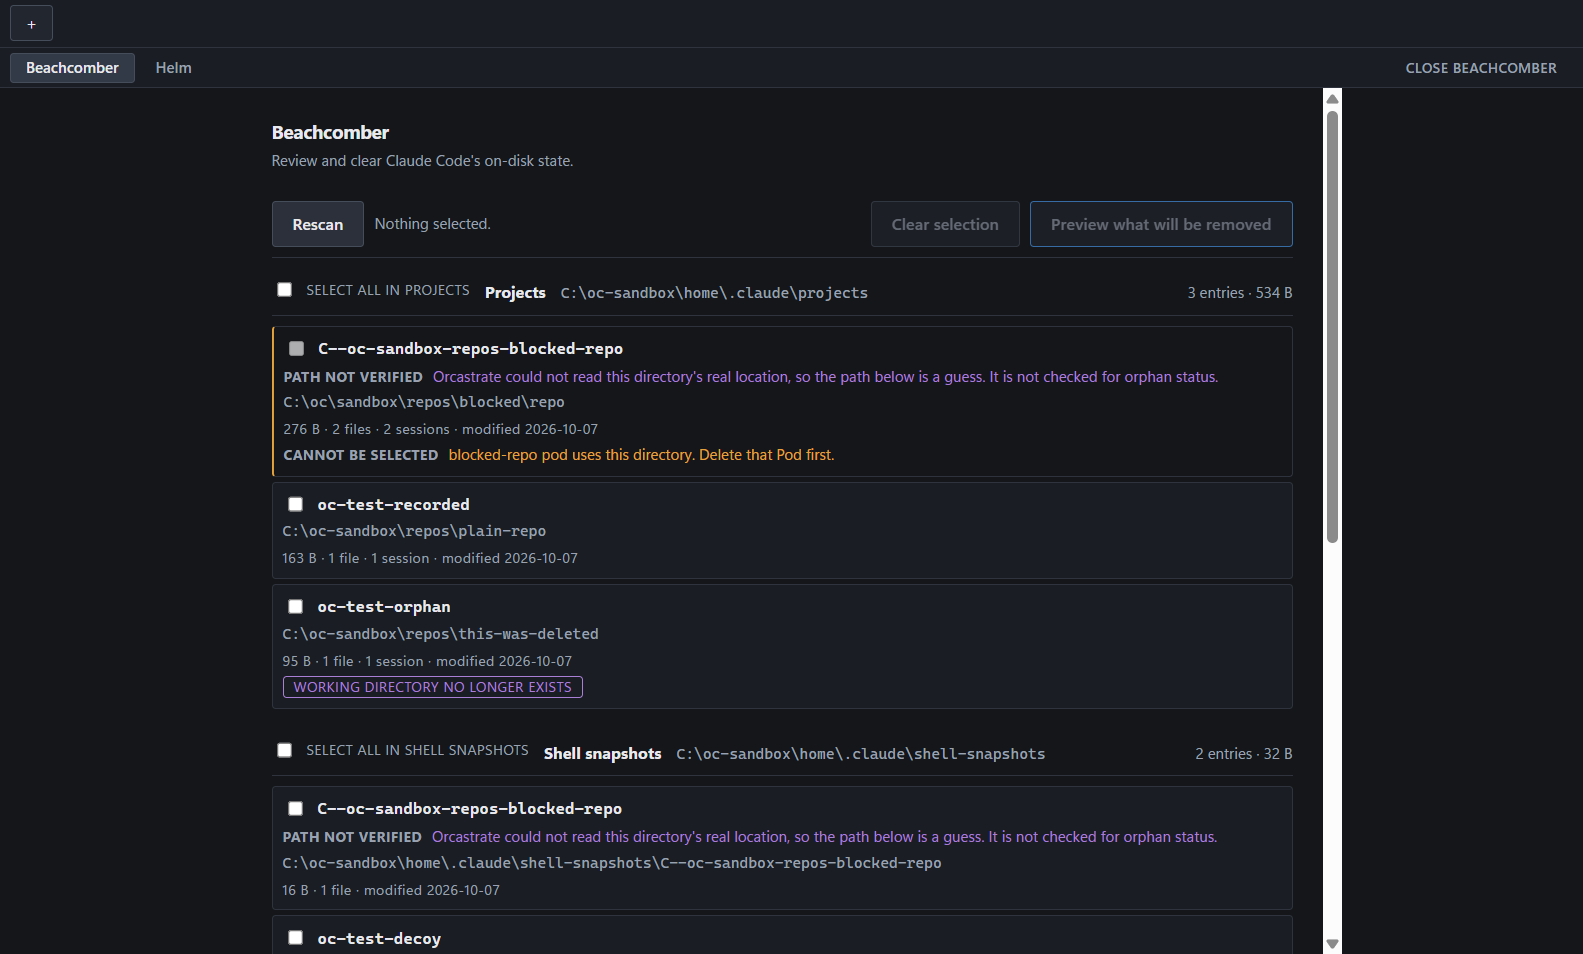 +
Beachcomber Helm CLOSE BEACHCOMBER
Beachcomber
Review and clear Claude Code's on-disk state.
Rescan Nothing selected. Clear selection Preview what will be removed
SELECT ALL IN PROJECTS Projects C:\oc-sandbox\home\.claude\projects 3 entries · 534 B
C--oc-sandbox-repos-blocked-repo
PATH NOT VERIFIED Orcastrate could not read this directory's real location, so the path below is a guess. It is not checked for orphan status.
C:\oc\sandbox\repos\blocked\repo
276 B · 2 files · 2 sessions · modified 2026-10-07
CANNOT BE SELECTED blocked-repo pod uses this directory. Delete that Pod first.
oc-test-recorded
C:\oc-sandbox\repos\plain-repo
163 B · 1 file · 1 session · modified 2026-10-07
oc-test-orphan
C:\oc-sandbox\repos\this-was-deleted
95 B · 1 file · 1 session · modified 2026-10-07
WORKING DIRECTORY NO LONGER EXISTS
SELECT ALL IN SHELL SNAPSHOTS Shell snapshots C:\oc-sandbox\home\.claude\shell-snapshots 2 entries · 32 B
C--oc-sandbox-repos-blocked-repo
PATH NOT VERIFIED Orcastrate could not read this directory's real location, so the path below is a guess. It is not checked for orphan status.
C:\oc-sandbox\home\.claude\shell-snapshots\C--oc-sandbox-repos-blocked-repo
16 B · 1 file · modified 2026-10-07
oc-test-decoy